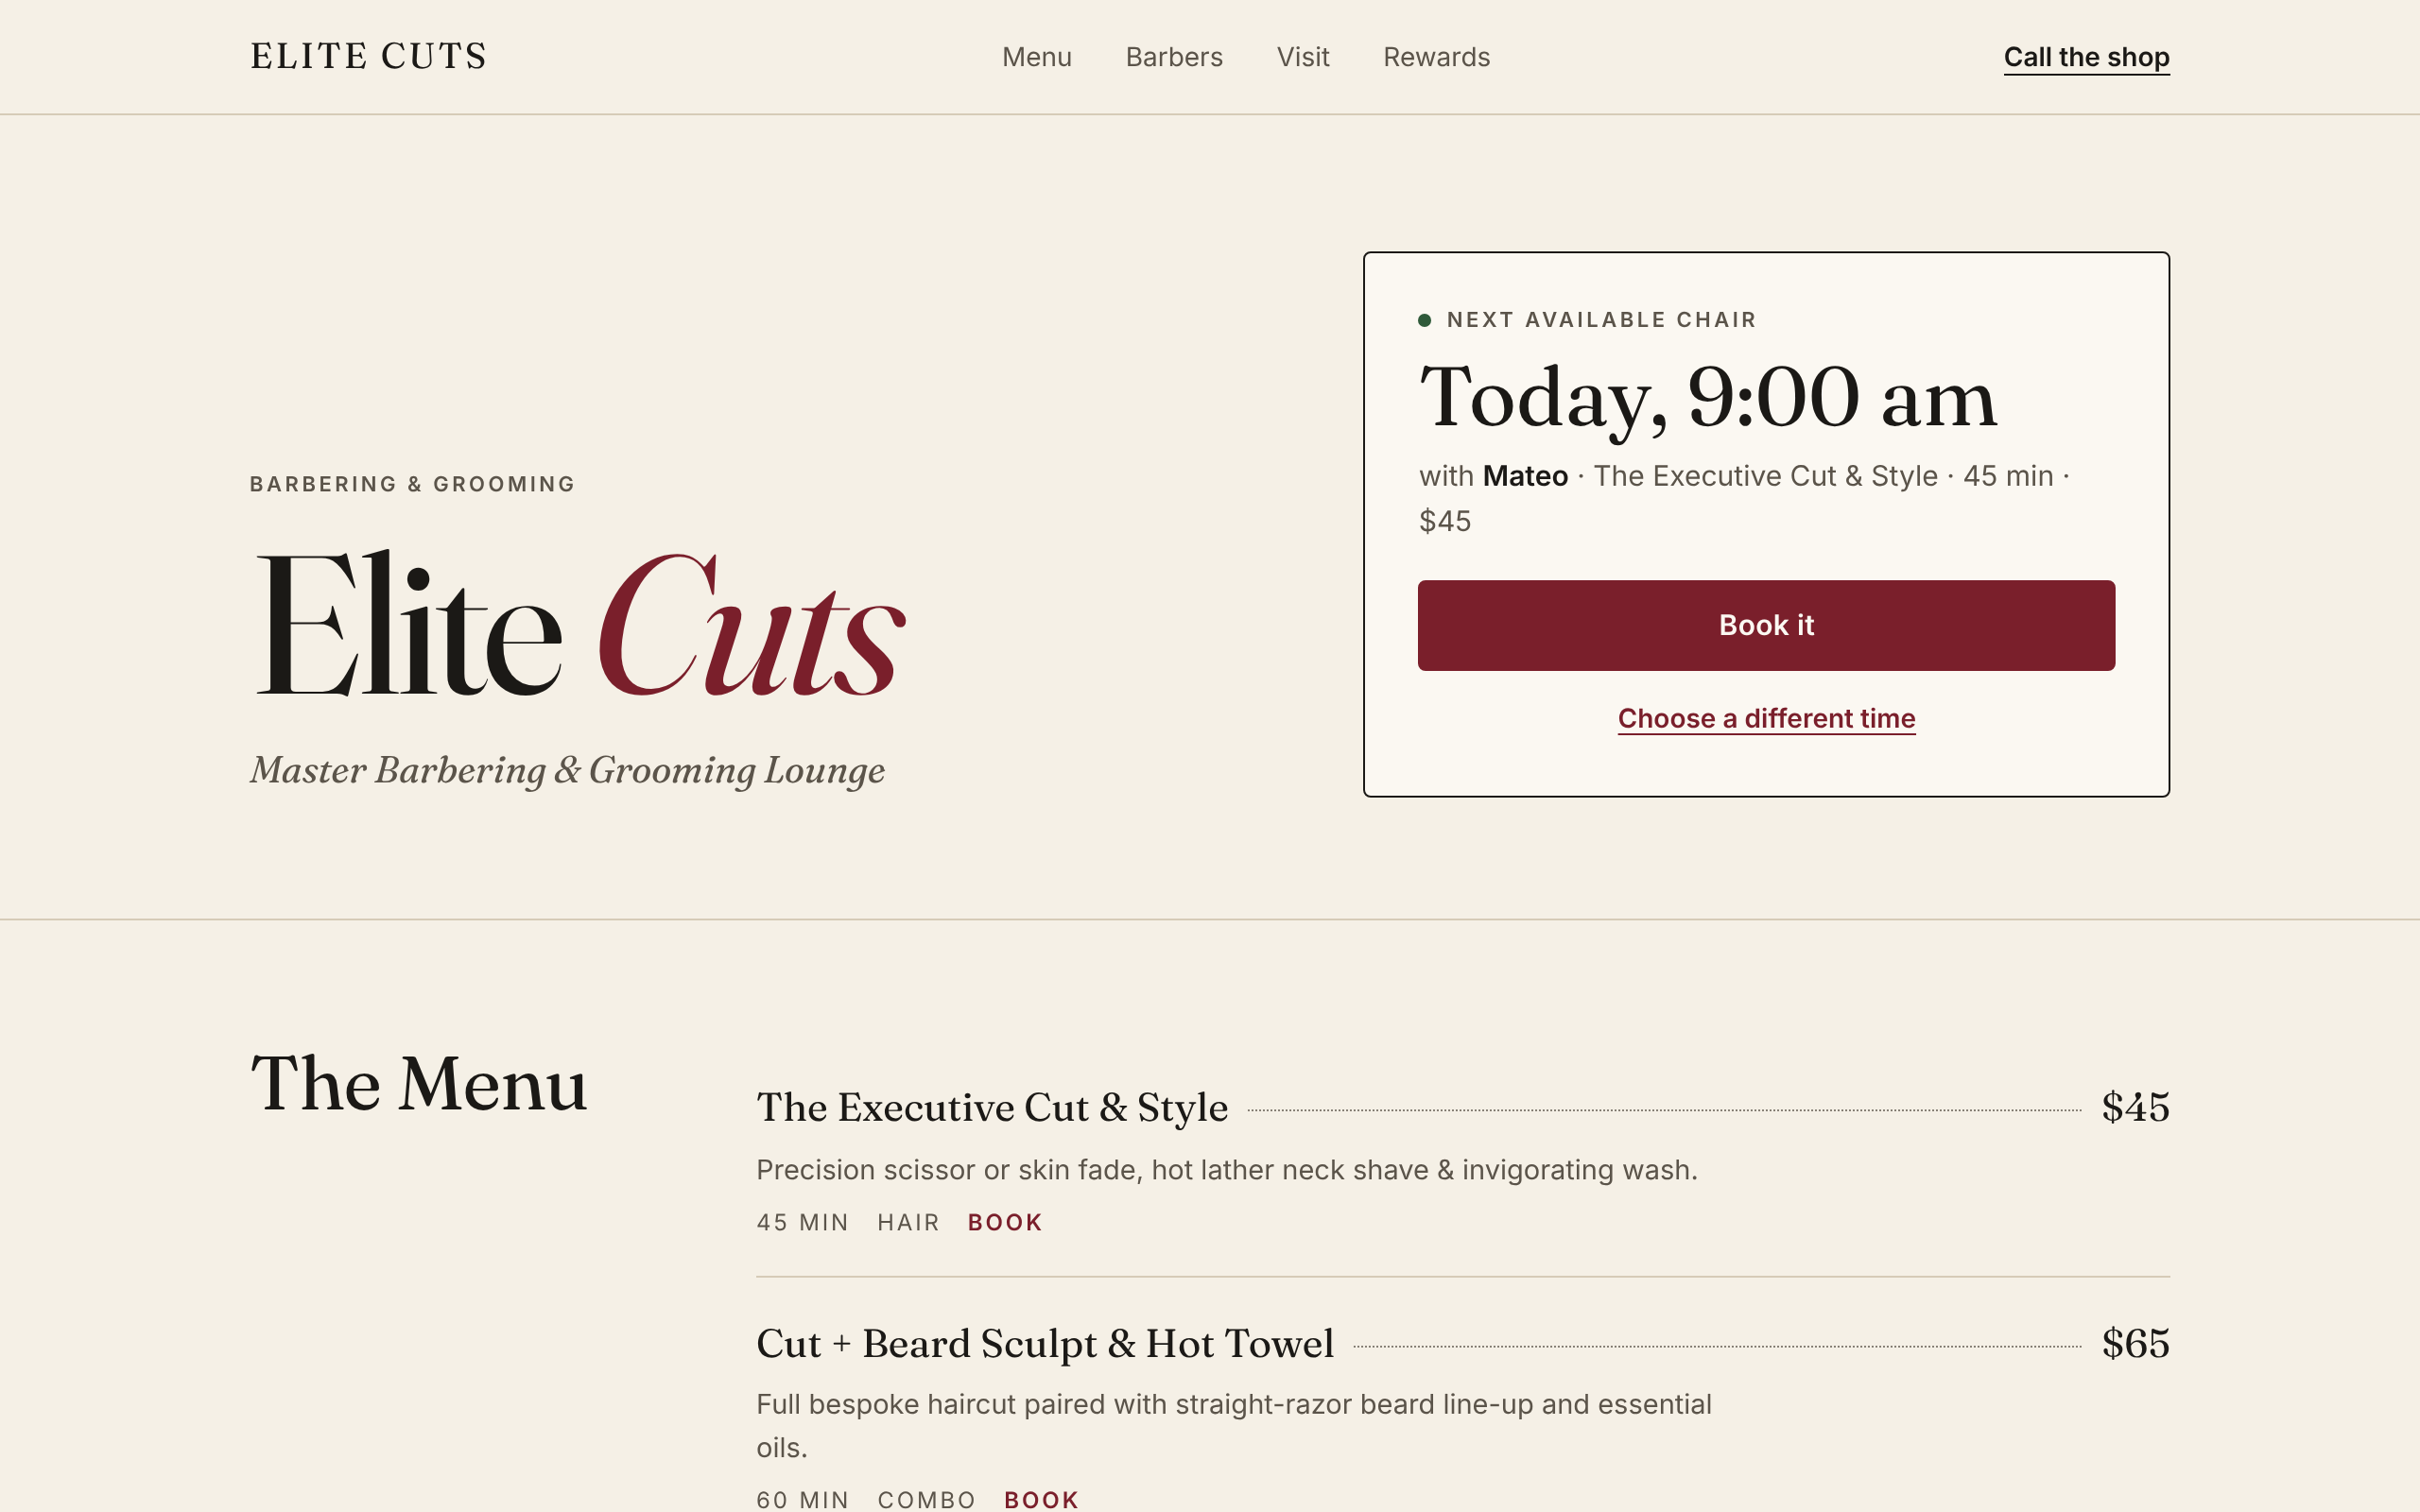 ELITE CUTS
Menu
Barbers
Visit
Rewards
Call the shop
BARBERING & GROOMING
Elite Cuts
Master Barbering & Grooming Lounge
NEXT AVAILABLE CHAIR
Today, 9:00 am
with Mateo · The Executive Cut & Style · 45 min ·
$45
Book it
Choose a different time
The Menu
The Executive Cut & Style $45
Precision scissor or skin fade, hot lather neck shave & invigorating wash.
45 MIN HAIR BOOK
Cut + Beard Sculpt & Hot Towel $65
Full bespoke haircut paired with straight-razor beard line-up and essential
oils.
60 MIN COMBO BOOK